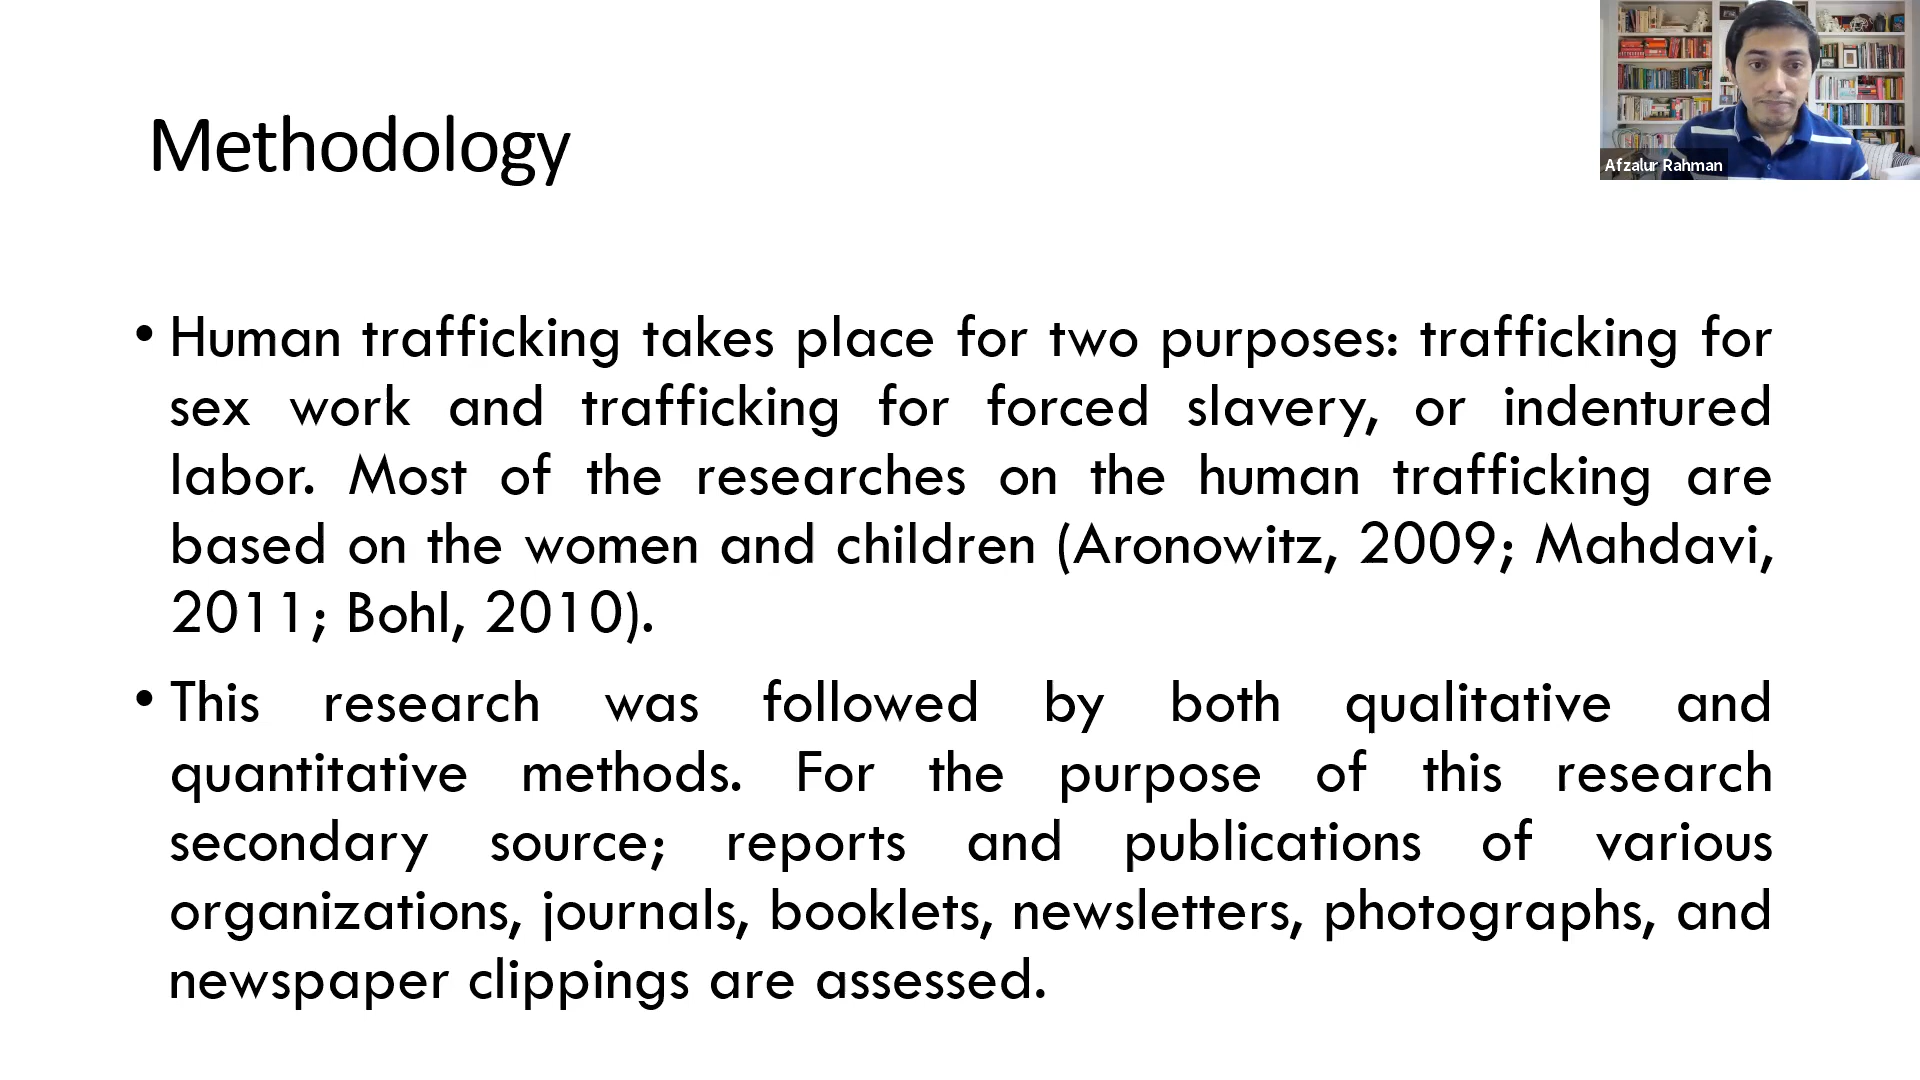 Methodology
Afzalur Rahman
• Human trafficking takes place for two purposes: trafficking for
sex work and trafficking for forced slavery, or indentured
labor. Most of the researches on the human trafficking are
based on the women and children (Aronowitz, 2009; Mahdavi,
2011; Bohl, 2010).
• This research was followed by both qualitative and
quantitative methods. For the purpose of this research
secondary source; reports and publications of various
organizations, journals, booklets, newsletters, photographs, and
newspaper clippings are assessed.